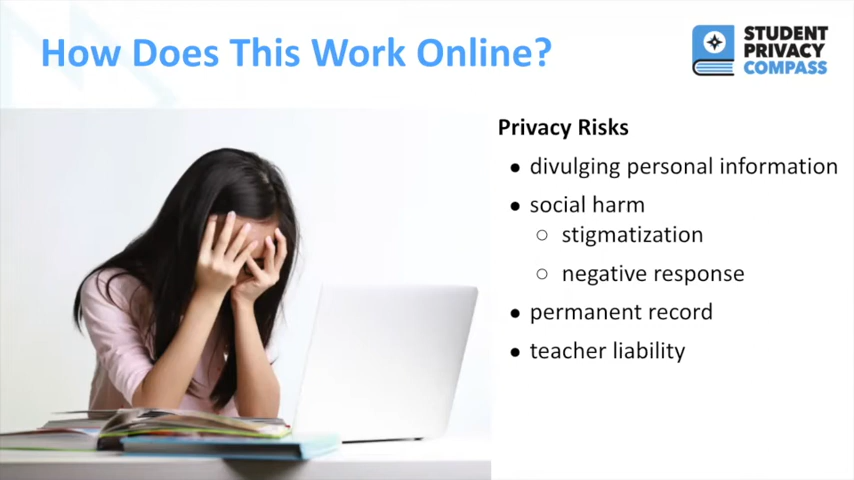 How Does This Work Online?
STUDENT
PRIVACY
COMPASS
Privacy Risks
● divulging personal information
● social harm
○ stigmatization
○ negative response
● permanent record
● teacher liability